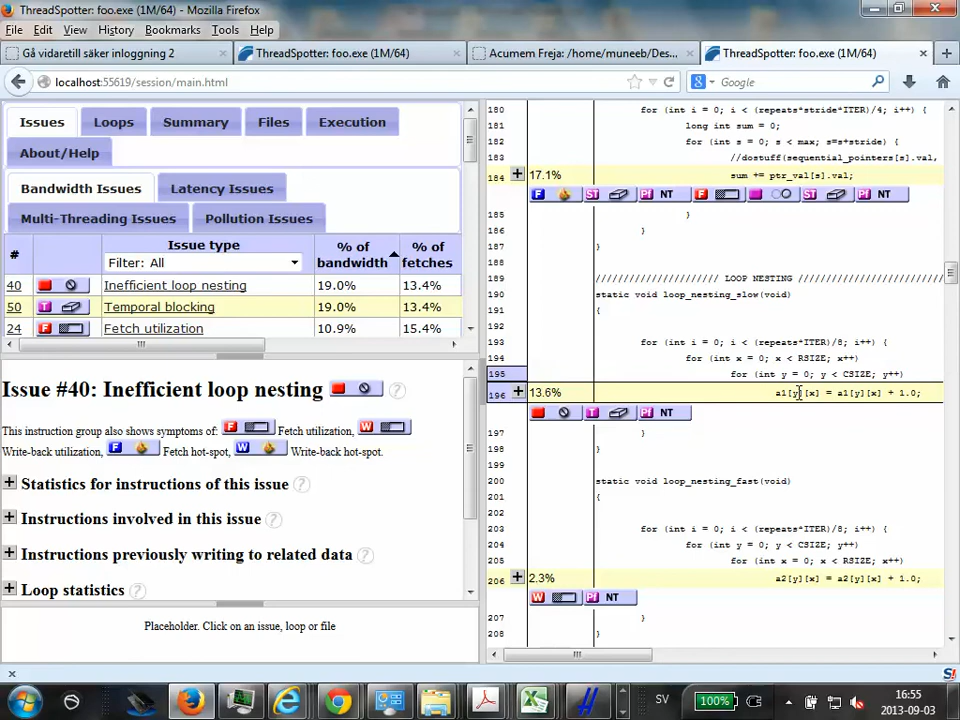 ThreadSpotter: foo.exe (1M/64) - Mozilla Firefox
File Edit View History Bookmarks Tools Help
Gå vidaretill säker inloggning 2
ThreadSpotter: foo.exe (1M/64)
Acumem Freja: /home/muneeb/Des...
ThreadSpotter: foo.exe (1M/64)
localhost:55619/session/main.html
Google
Issues Loops Summary Files Execution
About/Help
Bandwidth Issues Latency Issues
Multi-Threading Issues Pollution Issues
# Issue type % of bandwidth % of fetches
Filter: All
40 Inefficient loop nesting 19.0% 13.4%
50 T Temporal blocking 19.0% 13.4%
24 F Fetch utilization 10.9% 15.4%
Issue #40: Inefficient loop nesting ?
This instruction group also shows symptoms of: F Fetch utilization, W
Write-back utilization, F Fetch hot-spot, W Write-back hot-spot.
+ Statistics for instructions of this issue ?
+ Instructions involved in this issue ?
+ Instructions previously writing to related data ?
+ Loop statistics ?
Placeholder. Click on an issue, loop or file
180 for (int i = 0; i < (repeats*stride*ITER)/4; i++) {
181 long int sum = 0;
182 for (int s = 0; s < max; s=s+stride) {
183 //dostuff(sequential_pointers[s].val,
184 + 17.1% sum += ptr_val[s].val;
F ST Pf NT F ST Pf NT
185 }
186 }
187 }
188
189 ////////////////////// LOOP NESTING //////////////////////////
190 static void loop_nesting_slow(void)
191 {
192
193 for (int i = 0; i < (repeats*ITER)/8; i++) {
194 for (int x = 0; x < RSIZE; x++)
195 for (int y = 0; y < CSIZE; y++)
196 + 13.6% a1[y][x] = a1[y][x] + 1.0;
T Pf NT
197 }
198 }
199
200 static void loop_nesting_fast(void)
201 {
202
203 for (int i = 0; i < (repeats*ITER)/8; i++) {
204 for (int y = 0; y < CSIZE; y++)
205 for (int x = 0; x < RSIZE; x++)
206 + 2.3% a2[y][x] = a2[y][x] + 1.0;
W Pf NT
207 }
208 }
SV 100% 16:55
2013-09-03